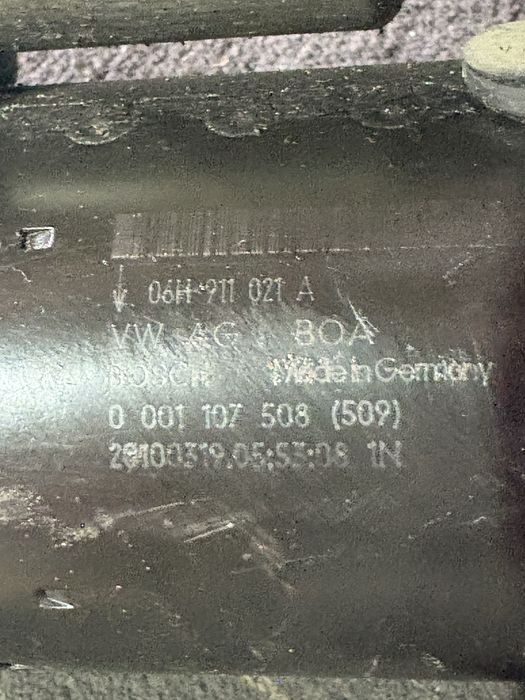 06H 911 021 A
VW AG BOA
BOSCH Made in Germany
0 001 107 508 (509)
20100319.05:53:08 1N